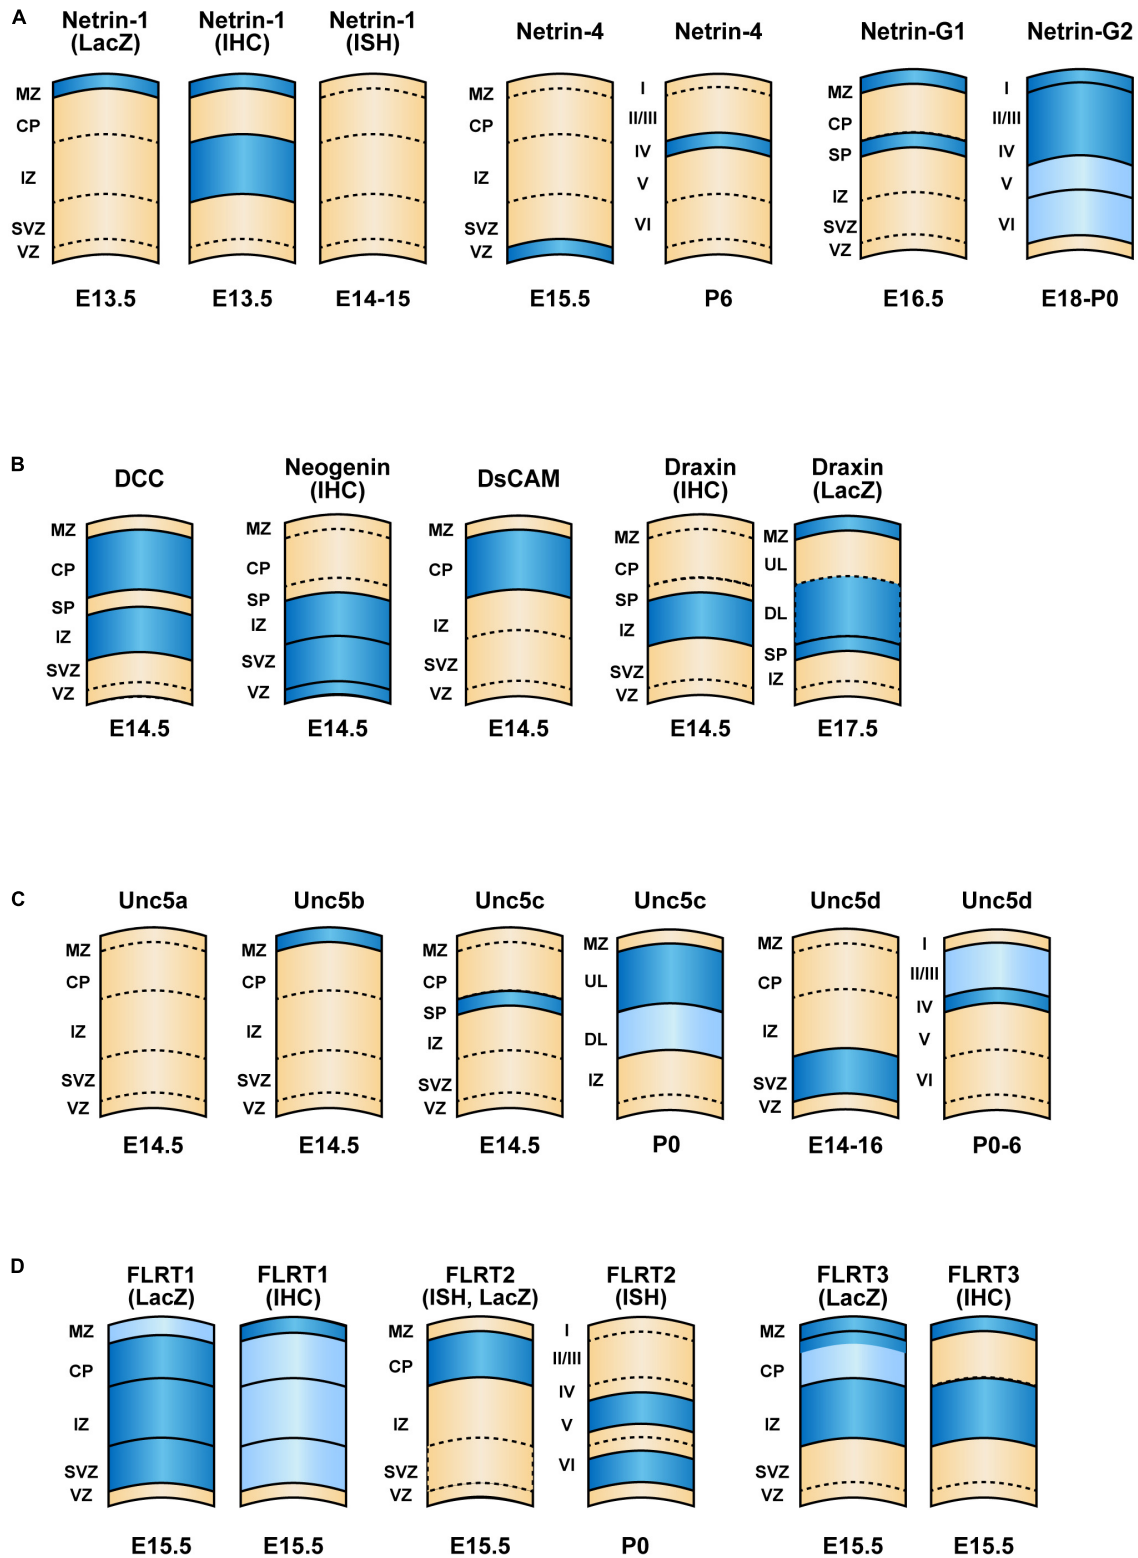 A
Netrin-1
(LacZ)
Netrin-1
(IHC)
Netrin-1
(ISH)
Netrin-4
Netrin-4
Netrin-G1
Netrin-G2
MZ
CP
IZ
SVZ
VZ
MZ
CP
IZ
SVZ
VZ
I
II/III
IV
V
VI
MZ
CP
SP
IZ
SVZ
VZ
I
II/III
IV
V
VI
E13.5
E13.5
E14-15
E15.5
P6
E16.5
E18-P0
B
DCC
Neogenin
(IHC)
DsCAM
Draxin
(IHC)
Draxin
(LacZ)
MZ
CP
SP
IZ
SVZ
VZ
MZ
CP
SP
IZ
SVZ
VZ
MZ
CP
IZ
SVZ
VZ
MZ
CP
SP
IZ
SVZ
VZ
MZ
UL
DL
SP
IZ
E14.5
E14.5
E14.5
E14.5
E17.5
C
Unc5a
Unc5b
Unc5c
Unc5c
Unc5d
Unc5d
MZ
CP
IZ
SVZ
VZ
MZ
CP
IZ
SVZ
VZ
MZ
CP
SP
IZ
SVZ
VZ
MZ
UL
DL
IZ
MZ
CP
IZ
SVZ
VZ
I
II/III
IV
V
VI
E14.5
E14.5
E14.5
P0
E14-16
P0-6
D
FLRT1
(LacZ)
FLRT1
(IHC)
FLRT2
(ISH, LacZ)
FLRT2
(ISH)
FLRT3
(LacZ)
FLRT3
(IHC)
MZ
CP
IZ
SVZ
VZ
MZ
CP
IZ
SVZ
VZ
I
II/III
IV
V
VI
MZ
CP
IZ
SVZ
VZ
E15.5
E15.5
E15.5
P0
E15.5
E15.5